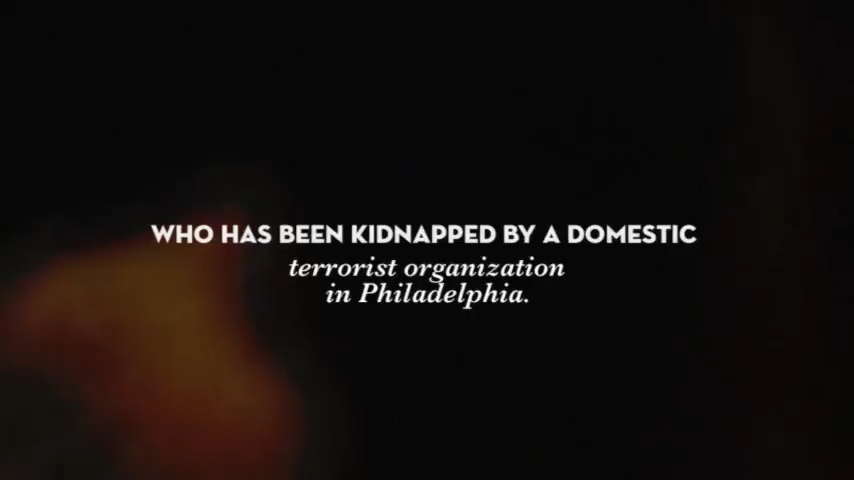 WHO HAS BEEN KIDNAPPED BY A DOMESTIC
terrorist organization
in Philadelphia.